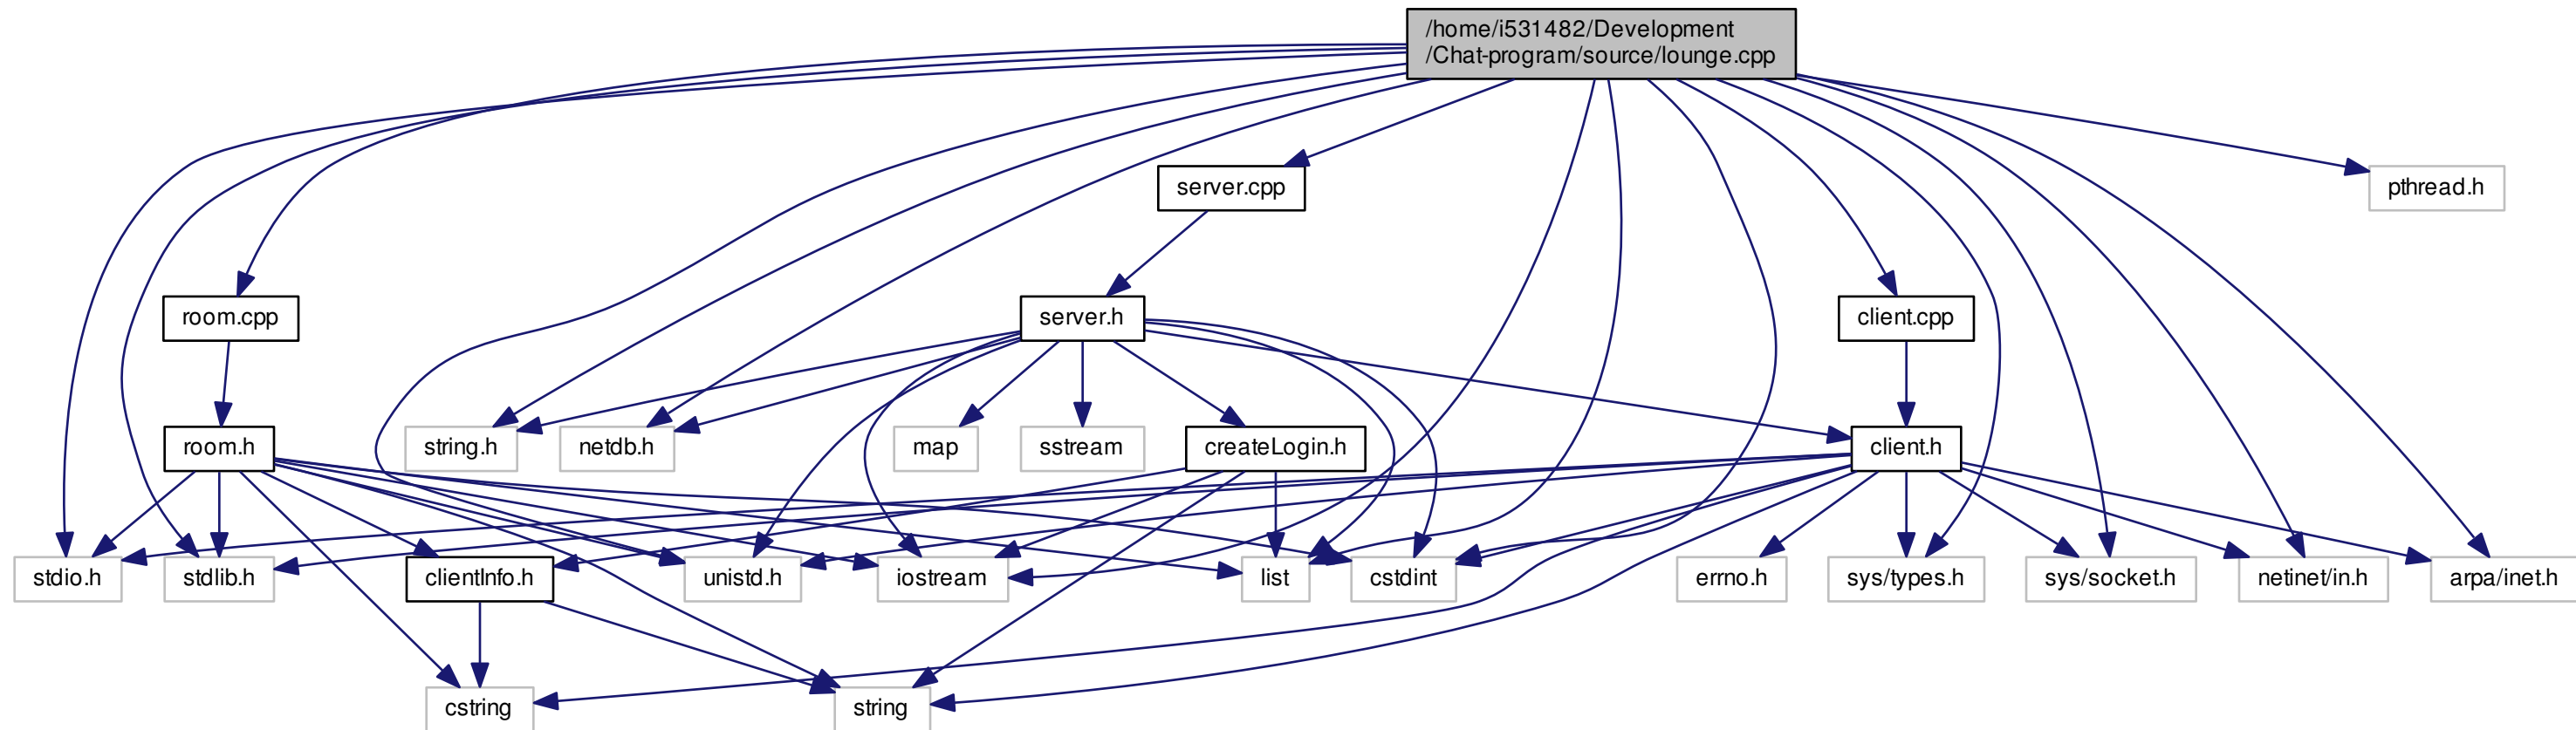 /home/i531482/Development
/Chat-program/source/lounge.cpp
server.cpp
pthread.h
room.cpp
server.h
client.cpp
room.h
string.h
netdb.h
map
sstream
createLogin.h
client.h
stdio.h
stdlib.h
clientInfo.h
unistd.h
iostream
list
cstdint
errno.h
sys/types.h
sys/socket.h
netinet/in.h
arpa/inet.h
cstring
string